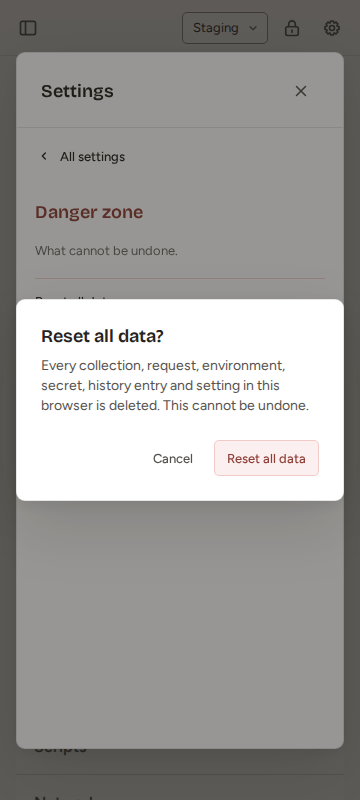 Staging
Settings
All settings
Danger zone
What cannot be undone.
Reset all data?
Every collection, request, environment,
secret, history entry and setting in this
browser is deleted. This cannot be undone.
Cancel
Reset all data
Scripts